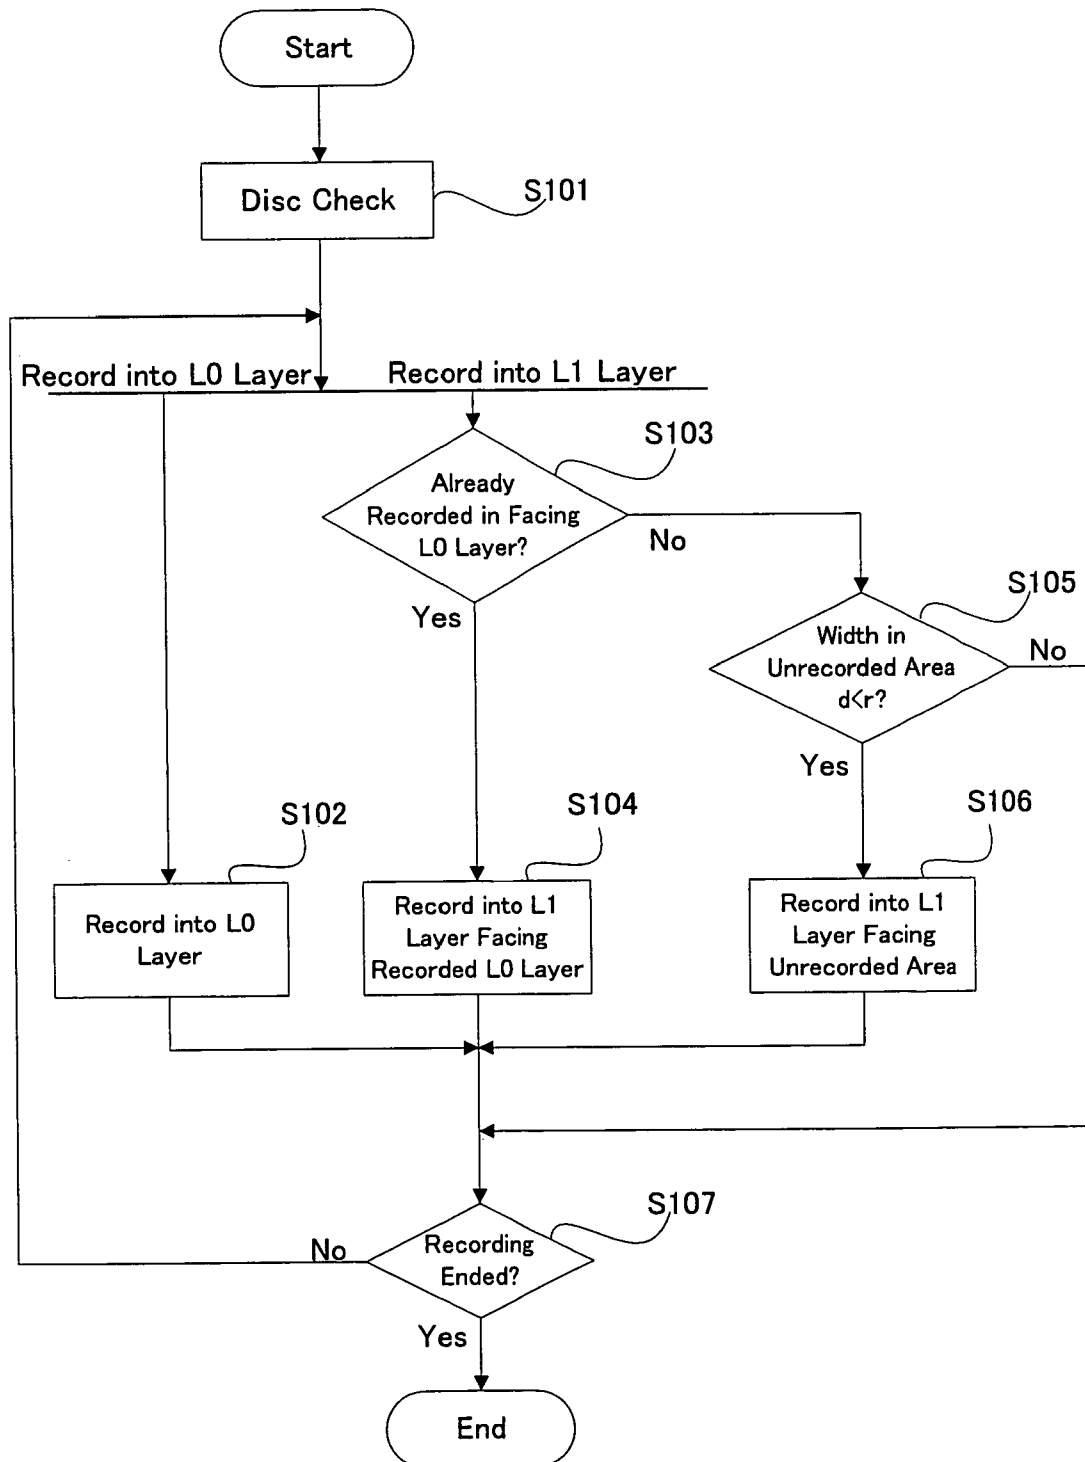 Start
Disc Check
S101
Record into L0 Layer
Record into L1 Layer
S103
Already
Recorded in Facing
L0 Layer?
No
Yes
S105
Width in
Unrecorded Area
d<r?
No
Yes
S102
S104
S106
Record into L0
Layer
Record into L1
Layer Facing
Recorded L0 Layer
Record into L1
Layer Facing
Unrecorded Area
S107
Recording
Ended?
No
Yes
End